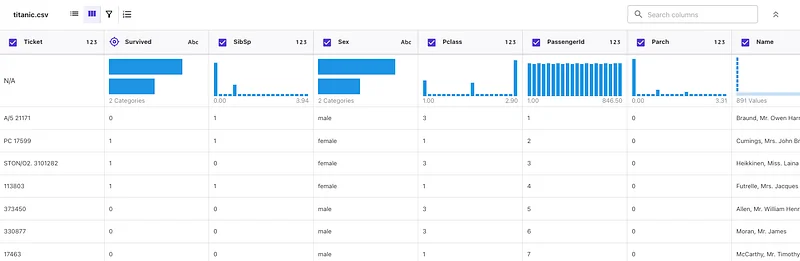 titanic.csv Search columns
Ticket 123 Survived Abc SibSp 123 Sex Abc Pclass 123 PassengerId 123 Parch 123 Name
N/A 2 Categories 0.00 3.94 2 Categories 1.00 2.90 1.00 846.50 0.00 3.31 891 Values
A/5 21171 0 1 male 3 1 0 Braund, Mr. Owen Harr
PC 17599 1 1 female 1 2 0 Cumings, Mrs. John Br
STON/O2. 3101282 1 0 female 3 3 0 Heikkinen, Miss. Laina
113803 1 1 female 1 4 0 Futrelle, Mrs. Jacques
373450 0 0 male 3 5 0 Allen, Mr. William Henr
330877 0 0 male 3 6 0 Moran, Mr. James
17463 0 0 male 1 7 0 McCarthy, Mr. Timothy